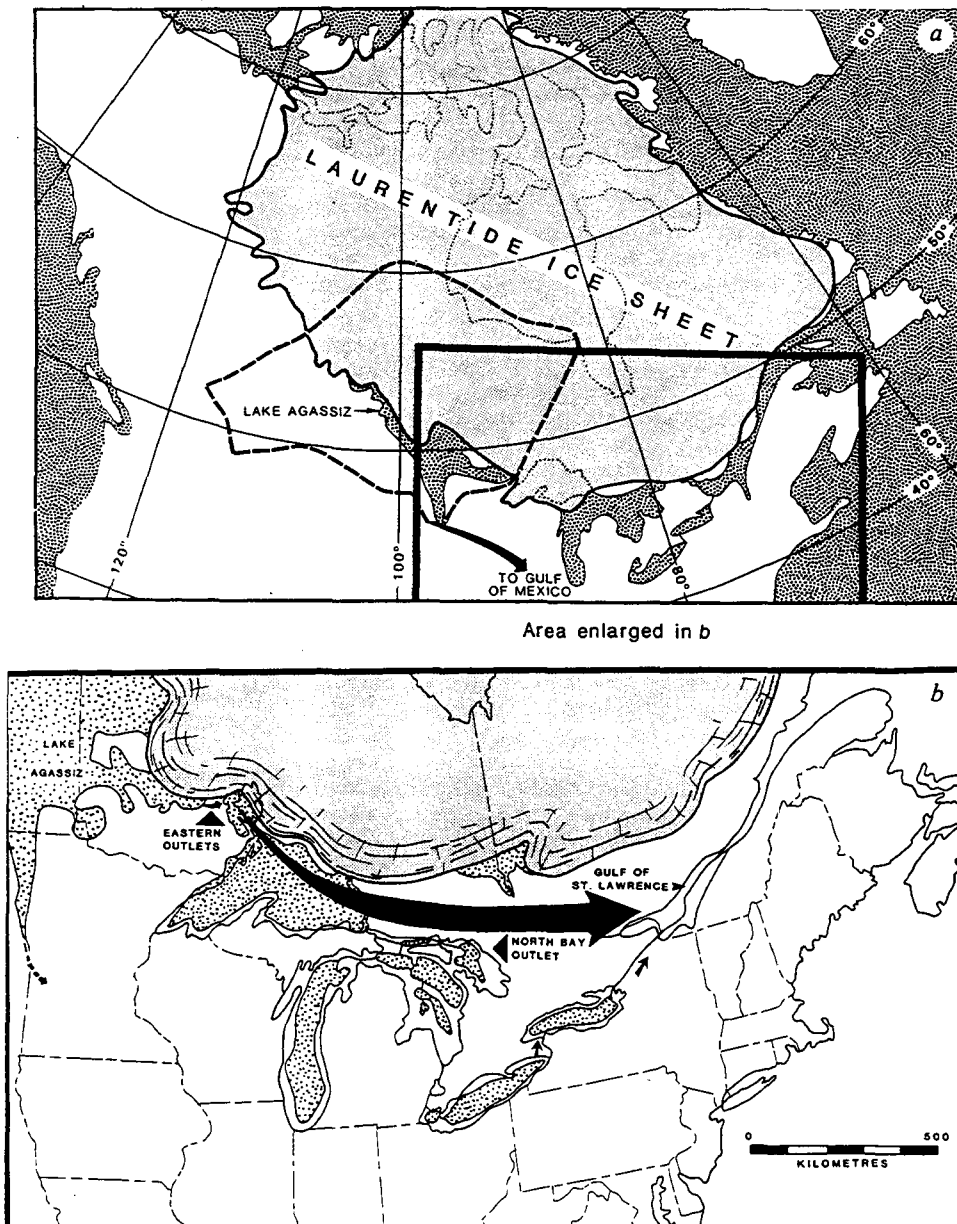 a
60°
LAURENTIDE ICE SHEET
50°
LAKE AGASSIZ
60°
40°
120°
100°
80°
TO GULF
OF MEXICO
Area enlarged in b
b
LAKE
AGASSIZ
EASTERN
OUTLETS
GULF OF
ST. LAWRENCE
NORTH BAY
OUTLET
0 500
KILOMETRES